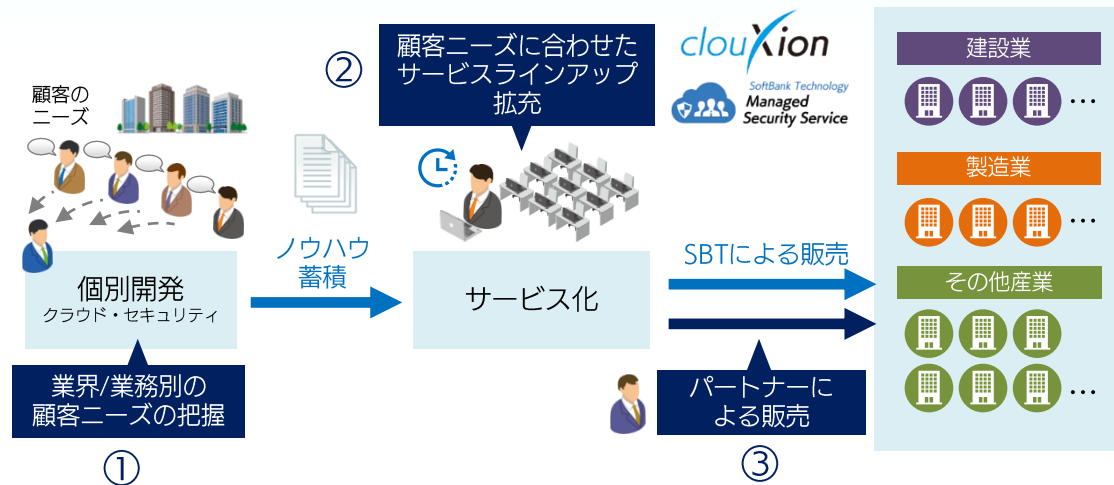 顧客の
ニーズ
個別開発
クラウド・セキュリティ
業界/業務別の
顧客ニーズの把握
①
ノウハウ
蓄積
②
顧客ニーズに合わせた
サービスラインアップ
拡充
サービス化
clouXion
SoftBank Technology
Managed
Security Service
SBTによる販売
パートナーに
よる販売
③
建設業
…
製造業
…
その他産業
…